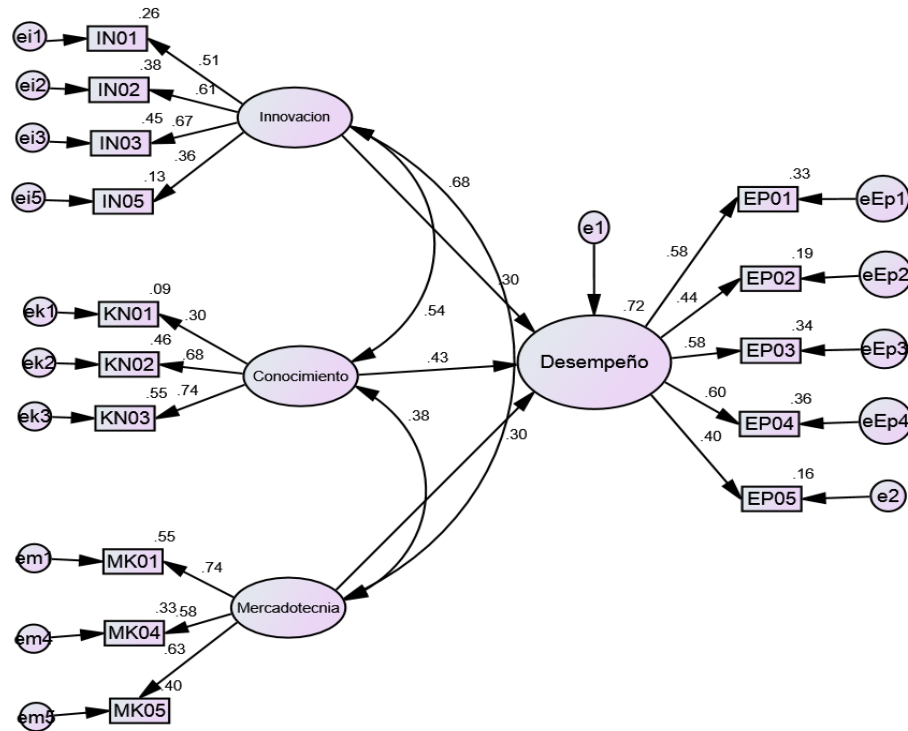 .26
ei1
IN01
.51
.38
ei2
IN02
.61
.45
.67
ei3
IN03
.36
.13
ei5
IN05
Innovacion
.68
.30
.54
.09
ek1
KN01
.30
.46
ek2
KN02
.68
.55
.74
ek3
KN03
Conocimiento
.43
.38
.30
.55
em1
MK01
.74
.33
.58
em4
MK04
.63
.40
em5
MK05
Mercadotecnia
e1
.72
Desempeño
.33
.58
EP01
eEp1
.19
.44
EP02
eEp2
.34
.58
EP03
eEp3
.36
.60
EP04
eEp4
.40
.16
EP05
e2